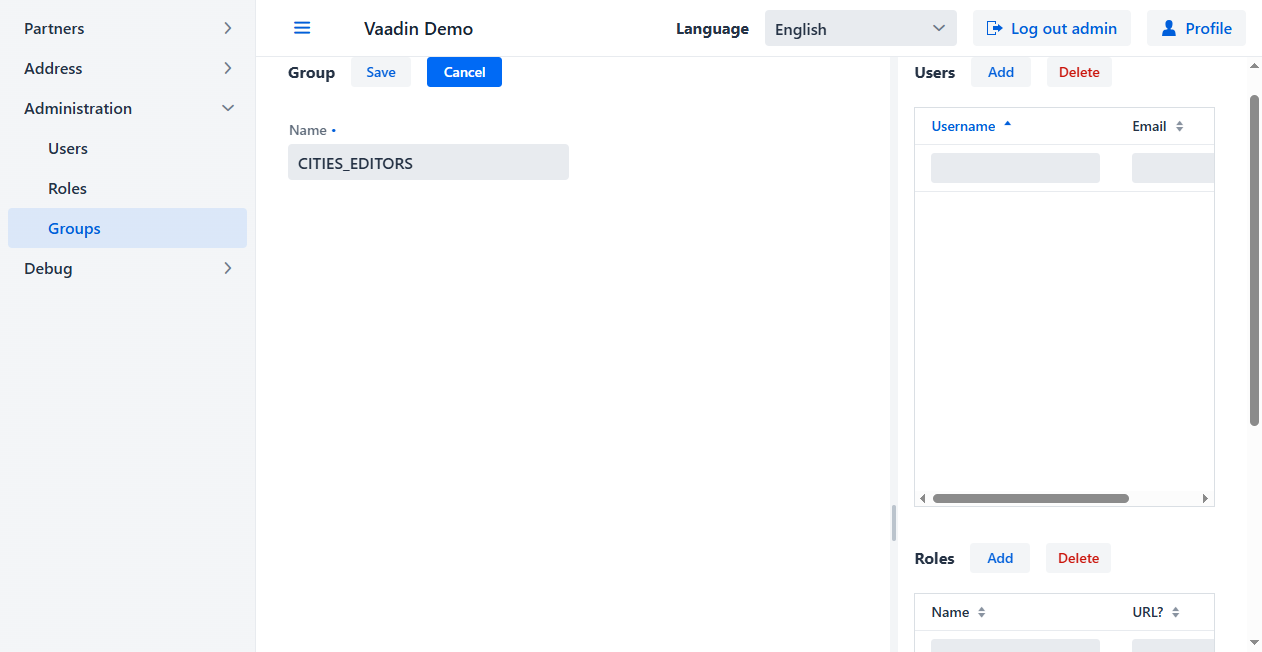 Partners
Address
Administration
Users
Roles
Groups
Debug
Vaadin Demo
Language
English
Log out admin
Profile
Group
Save
Cancel
Name •
CITIES_EDITORS
Users
Add
Delete
Username
Email
Roles
Add
Delete
Name
URL?